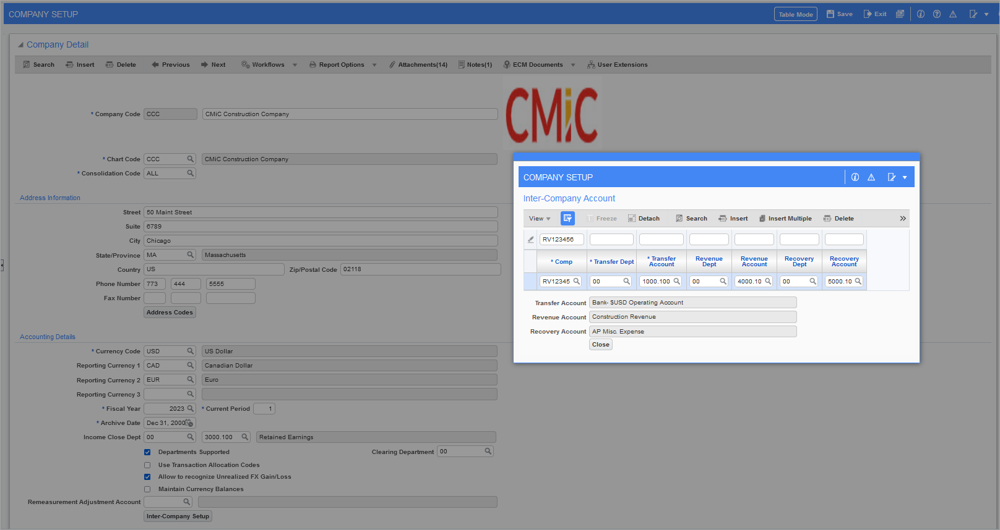 COMPANY SETUP
Table Mode Save Exit
Company Detail
Search Insert Delete Previous Next Workflows Report Options Attachments(14) Notes(1) ECM Documents User Extensions
CMiC
* Company Code CCC CMiC Construction Company
* Chart Code CCC CMiC Construction Company
* Consolidation Code ALL
Address Information
Street 50 Maint Street
Suite 6789
City Chicago
State/Province MA Massachusetts
Country US Zip/Postal Code 02118
Phone Number 773 444 5555
Fax Number
Address Codes
Accounting Details
* Currency Code USD US Dollar
Reporting Currency 1 CAD Canadian Dollar
Reporting Currency 2 EUR Euro
Reporting Currency 3
* Fiscal Year 2023 * Current Period 1
* Archive Date Dec 31, 2000
Income Close Dept 00 3000.100 Retained Earnings
Departments Supported Clearing Department 00
Use Transaction Allocation Codes
Allow to recognize Unrealized FX Gain/Loss
Maintain Currency Balances
Remeasurement Adjustment Account
Inter-Company Setup
COMPANY SETUP
Inter-Company Account
View Freeze Detach Search Insert Insert Multiple Delete
RV123456
* Comp * Transfer Dept * Transfer Account Revenue Dept Revenue Account Recovery Dept Recovery Account
RV12345 00 1000.100 00 4000.10 00 5000.10
Transfer Account Bank- $USD Operating Account
Revenue Account Construction Revenue
Recovery Account AP Misc. Expense
Close